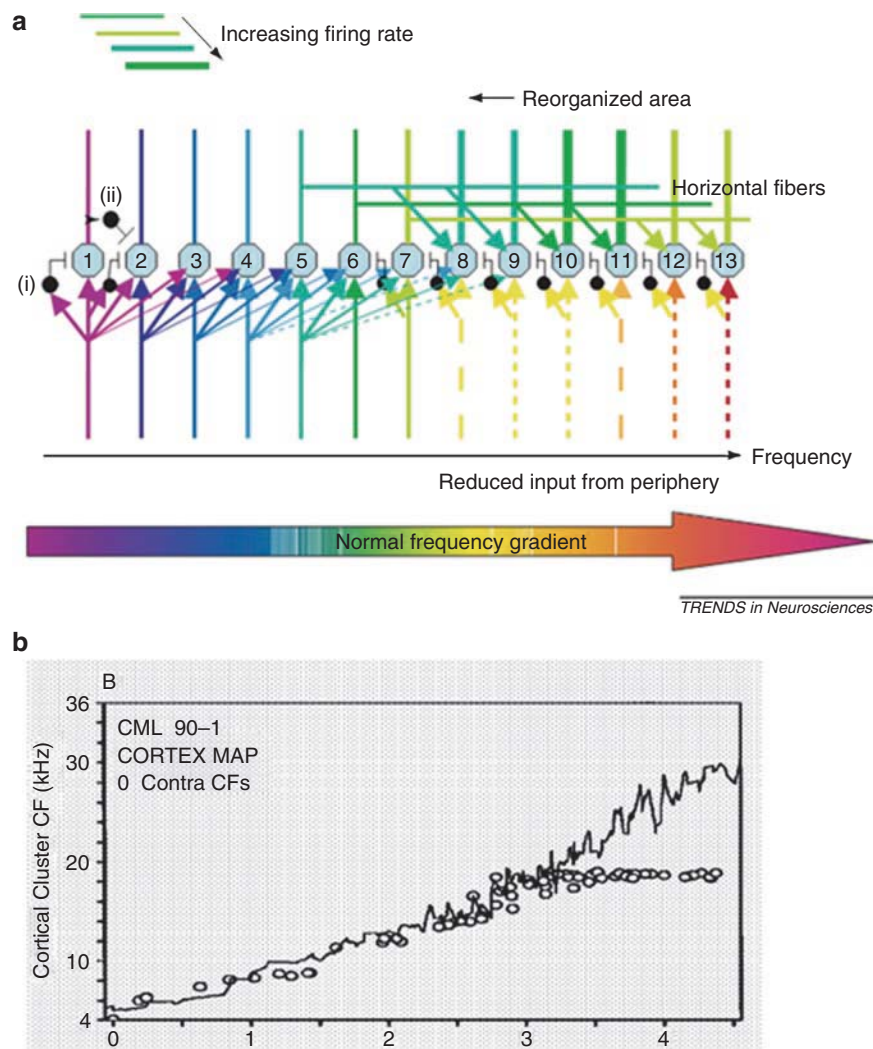 a
Increasing firing rate
Reorganized area
Horizontal fibers
(ii)
1 2 3 4 5 6 7 8 9 10 11 12 13
(i)
Frequency
Reduced input from periphery
Normal frequency gradient
TRENDS in Neurosciences
b
B
CML 90–1
CORTEX MAP
0 Contra CFs
Cortical Cluster CF (kHz)
36
30
20
10
4
0 1 2 3 4